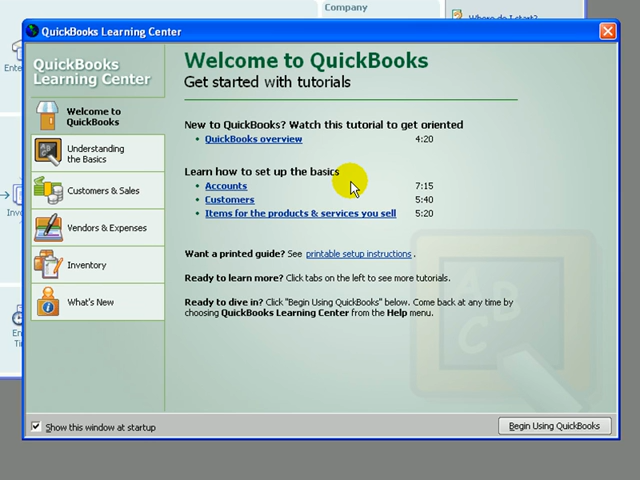 Company
Where do I start?
QuickBooks Learning Center
QuickBooks
Learning Center
Welcome to
QuickBooks
Understanding
the Basics
Customers & Sales
Vendors & Expenses
Inventory
What's New
Welcome to QuickBooks
Get started with tutorials
New to QuickBooks? Watch this tutorial to get oriented
• QuickBooks overview 4:20
Learn how to set up the basics
• Accounts 7:15
• Customers 5:40
• Items for the products & services you sell 5:20
Want a printed guide? See printable setup instructions.
Ready to learn more? Click tabs on the left to see more tutorials.
Ready to dive in? Click "Begin Using QuickBooks" below. Come back at any time by
choosing QuickBooks Learning Center from the Help menu.
A B
C D
Show this window at startup
Begin Using QuickBooks